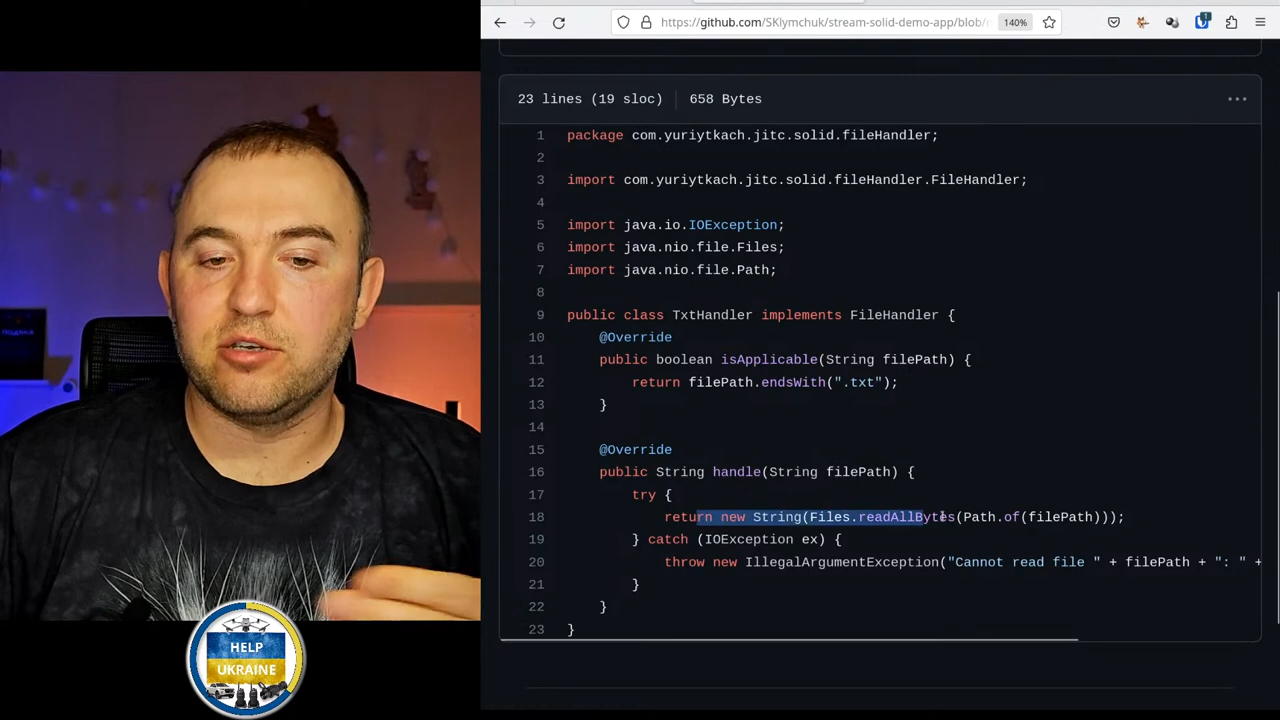 https://github.com/SKlymchuk/stream-solid-demo-app/blob/
140%
1
23 lines (19 sloc) 658 Bytes
1 package com.yuriytkach.jitc.solid.fileHandler;
2
3 import com.yuriytkach.jitc.solid.fileHandler.FileHandler;
4
5 import java.io.IOException;
6 import java.nio.file.Files;
7 import java.nio.file.Path;
8
9 public class TxtHandler implements FileHandler {
10 @Override
11 public boolean isApplicable(String filePath) {
12 return filePath.endsWith(".txt");
13 }
14
15 @Override
16 public String handle(String filePath) {
17 try {
18 return new String(Files.readAllBytes(Path.of(filePath)));
19 } catch (IOException ex) {
20 throw new IllegalArgumentException("Cannot read file " + filePath + ": " +
21 }
22 }
23 }
HELP
UKRAINE